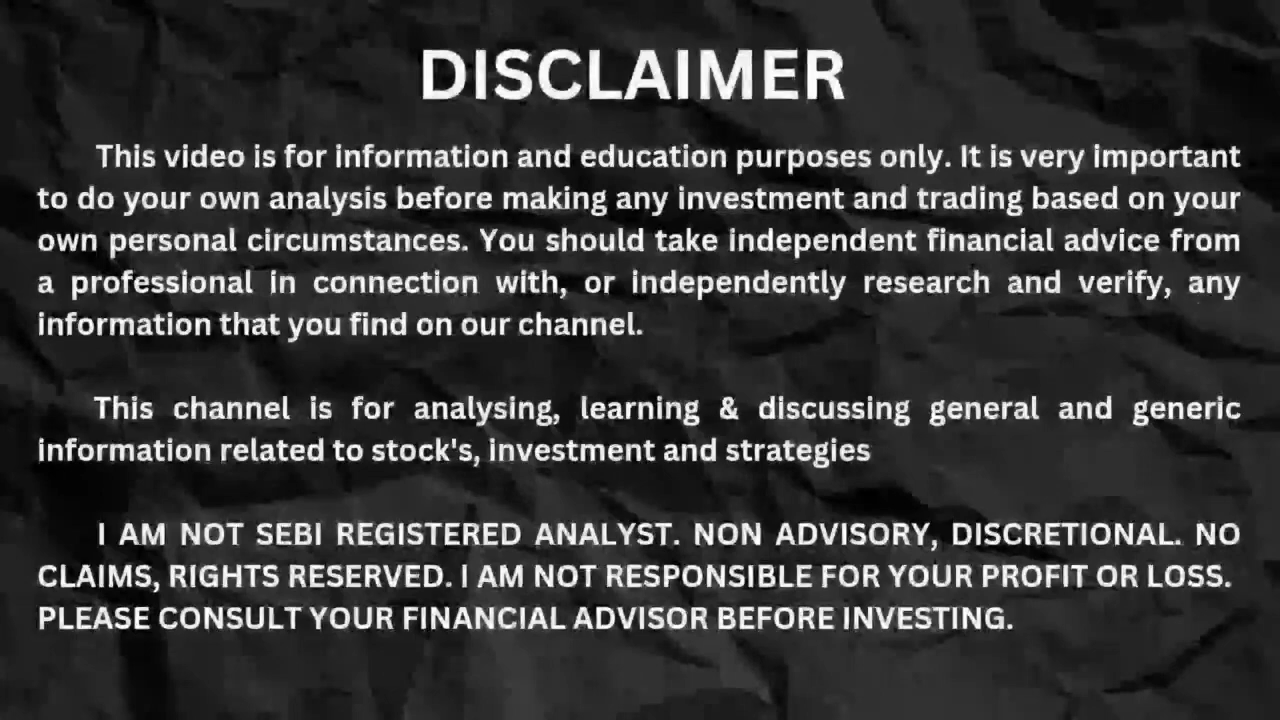 DISCLAIMER
This video is for information and education purposes only. It is very important
to do your own analysis before making any investment and trading based on your
own personal circumstances. You should take independent financial advice from
a professional in connection with, or independently research and verify, any
information that you find on our channel.
This channel is for analysing, learning & discussing general and generic
information related to stock's, investment and strategies
I AM NOT SEBI REGISTERED ANALYST. NON ADVISORY, DISCRETIONAL. NO
CLAIMS, RIGHTS RESERVED. I AM NOT RESPONSIBLE FOR YOUR PROFIT OR LOSS.
PLEASE CONSULT YOUR FINANCIAL ADVISOR BEFORE INVESTING.